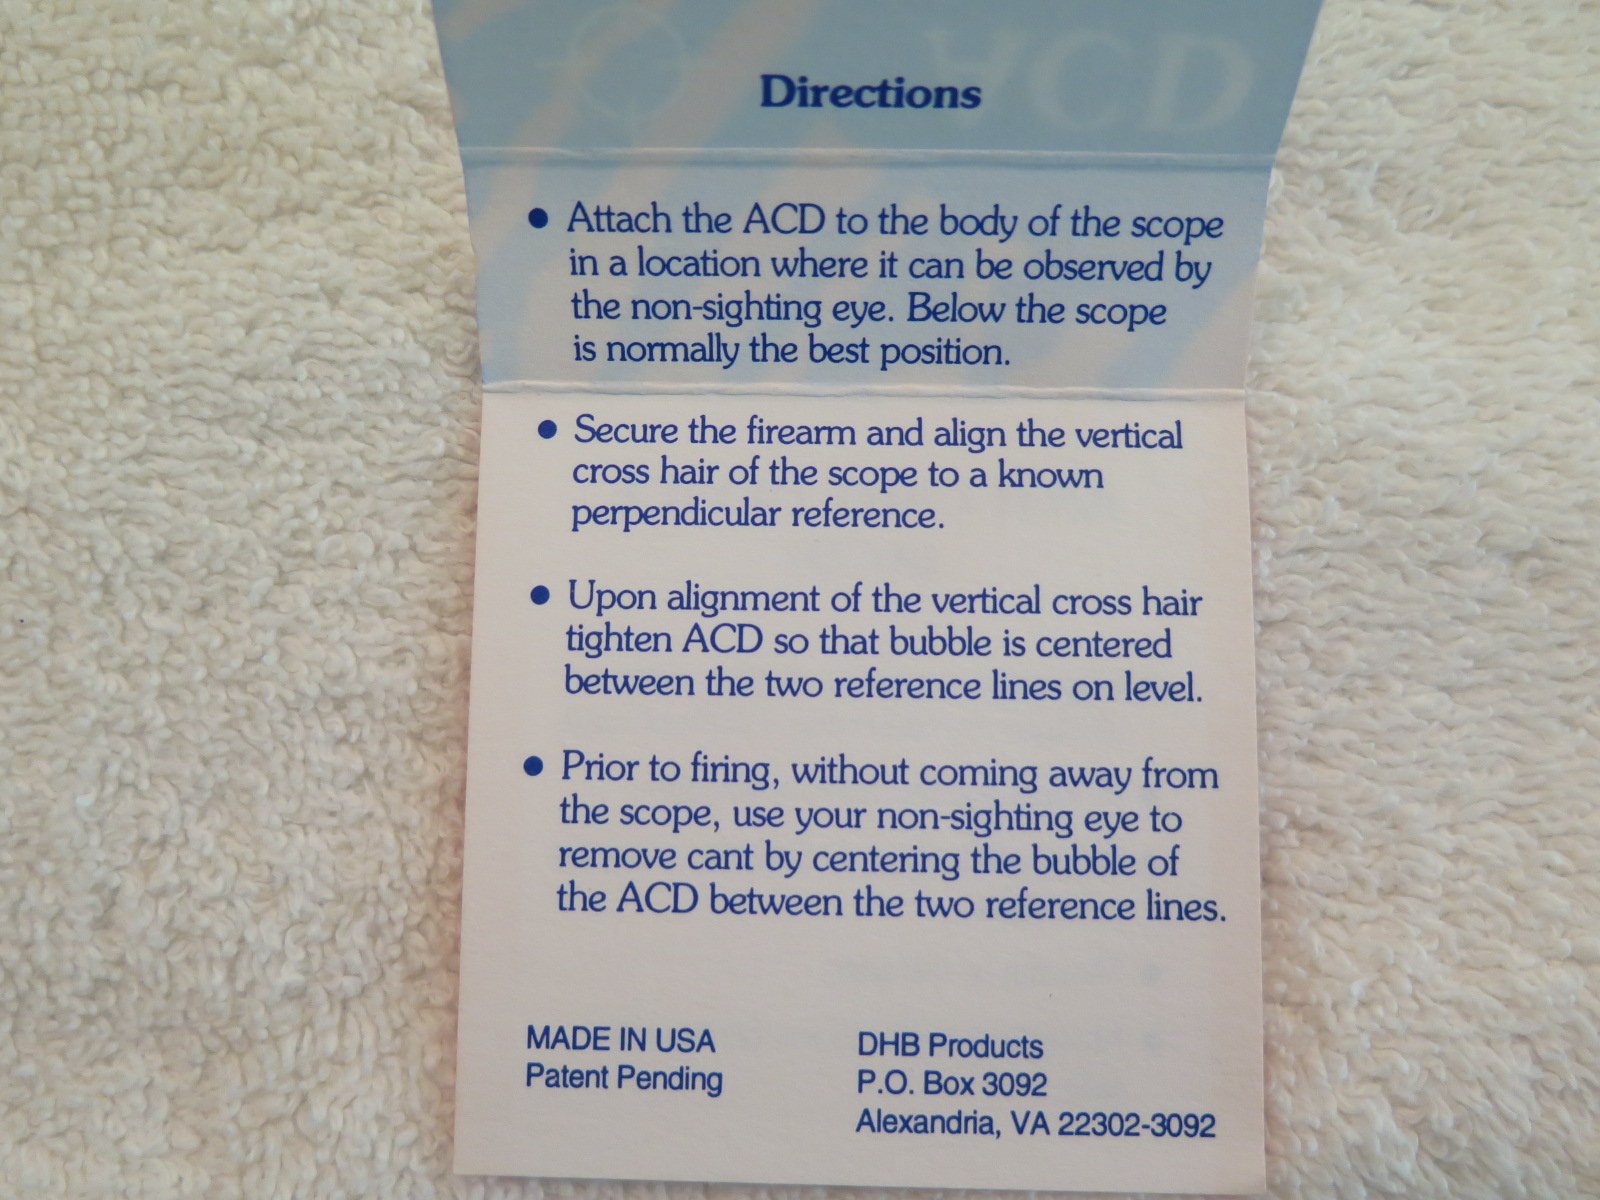 ACD
Directions
● Attach the ACD to the body of the scope
in a location where it can be observed by
the non-sighting eye. Below the scope
is normally the best position.
● Secure the firearm and align the vertical
cross hair of the scope to a known
perpendicular reference.
● Upon alignment of the vertical cross hair
tighten ACD so that bubble is centered
between the two reference lines on level.
● Prior to firing, without coming away from
the scope, use your non-sighting eye to
remove cant by centering the bubble of
the ACD between the two reference lines.
MADE IN USA
Patent Pending
DHB Products
P.O. Box 3092
Alexandria, VA 22302-3092